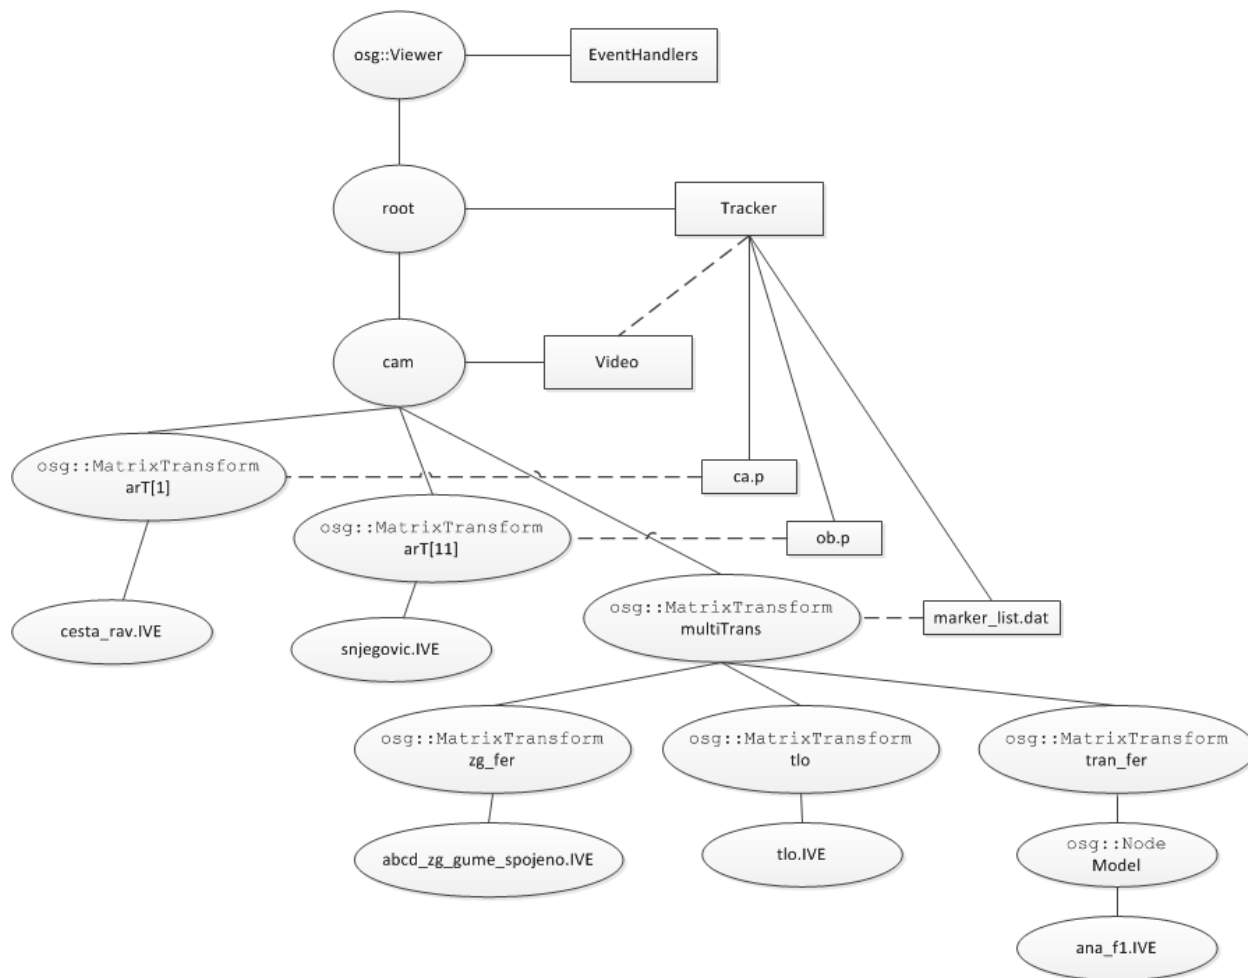 osg::Viewer
EventHandlers
root
Tracker
cam
Video
osg::MatrixTransform
arT[1]
ca.p
osg::MatrixTransform
arT[11]
ob.p
osg::MatrixTransform
multiTrans
marker_list.dat
cesta_rav.IVE
snjegovic.IVE
osg::MatrixTransform
zg_fer
osg::MatrixTransform
tlo
osg::MatrixTransform
tran_fer
abcd_zg_gume_spojeno.IVE
tlo.IVE
osg::Node
Model
ana_f1.IVE